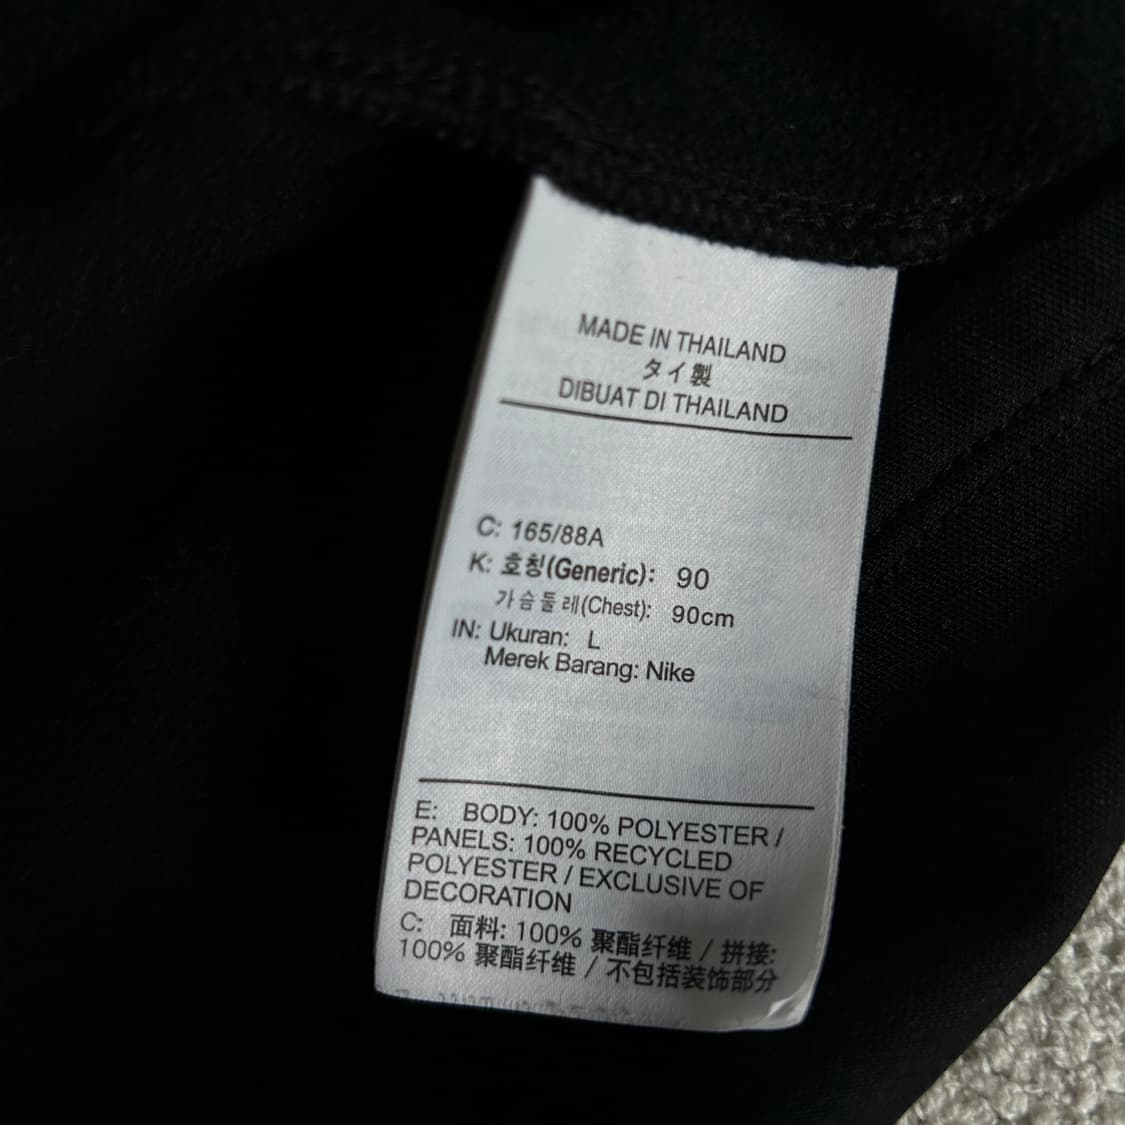 MADE IN THAILAND
タイ製
DIBUAT DI THAILAND
C: 165/88A
K: 호칭(Generic): 90
가슴둘레(Chest): 90cm
IN: Ukuran: L
Merek Barang: Nike
E: BODY: 100% POLYESTER /
PANELS: 100% RECYCLED
POLYESTER / EXCLUSIVE OF
DECORATION
C: 面料: 100% 聚酯纤维 / 拼接:
100% 聚酯纤维 / 不包括装饰部分